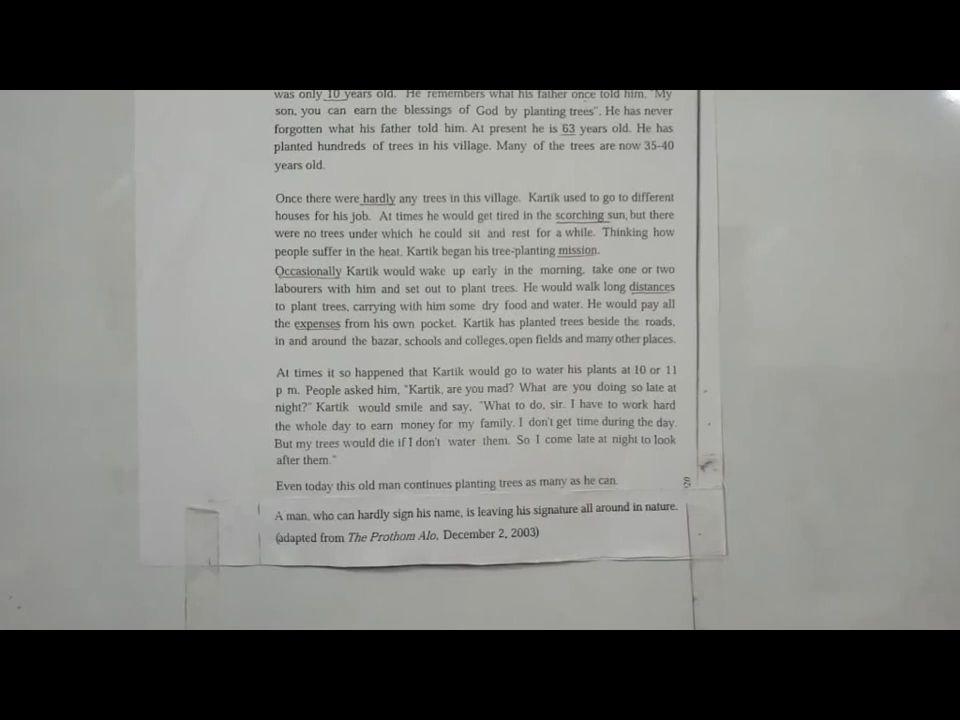 was only 10 years old. He remembers what his father once told him, "My
son, you can earn the blessings of God by planting trees". He has never
forgotten what his father told him. At present he is 63 years old. He has
planted hundreds of trees in his village. Many of the trees are now 35-40
years old.
Once there were hardly any trees in this village. Kartik used to go to different
houses for his job. At times he would get tired in the scorching sun, but there
were no trees under which he could sit and rest for a while. Thinking how
people suffer in the heat, Kartik began his tree-planting mission.
Occasionally Kartik would wake up early in the morning, take one or two
labourers with him and set out to plant trees. He would walk long distances
to plant trees, carrying with him some dry food and water. He would pay all
the expenses from his own pocket. Kartik has planted trees beside the roads,
in and around the bazar, schools and colleges, open fields and many other places.
At times it so happened that Kartik would go to water his plants at 10 or 11
p m. People asked him, "Kartik, are you mad? What are you doing so late at
night?" Kartik would smile and say, "What to do, sir. I have to work hard
the whole day to earn money for my family. I don't get time during the day.
But my trees would die if I don't water them. So I come late at night to look
after them."
Even today this old man continues planting trees as many as he can.
A man, who can hardly sign his name, is leaving his signature all around in nature.
(adapted from The Prothom Alo, December 2, 2003)